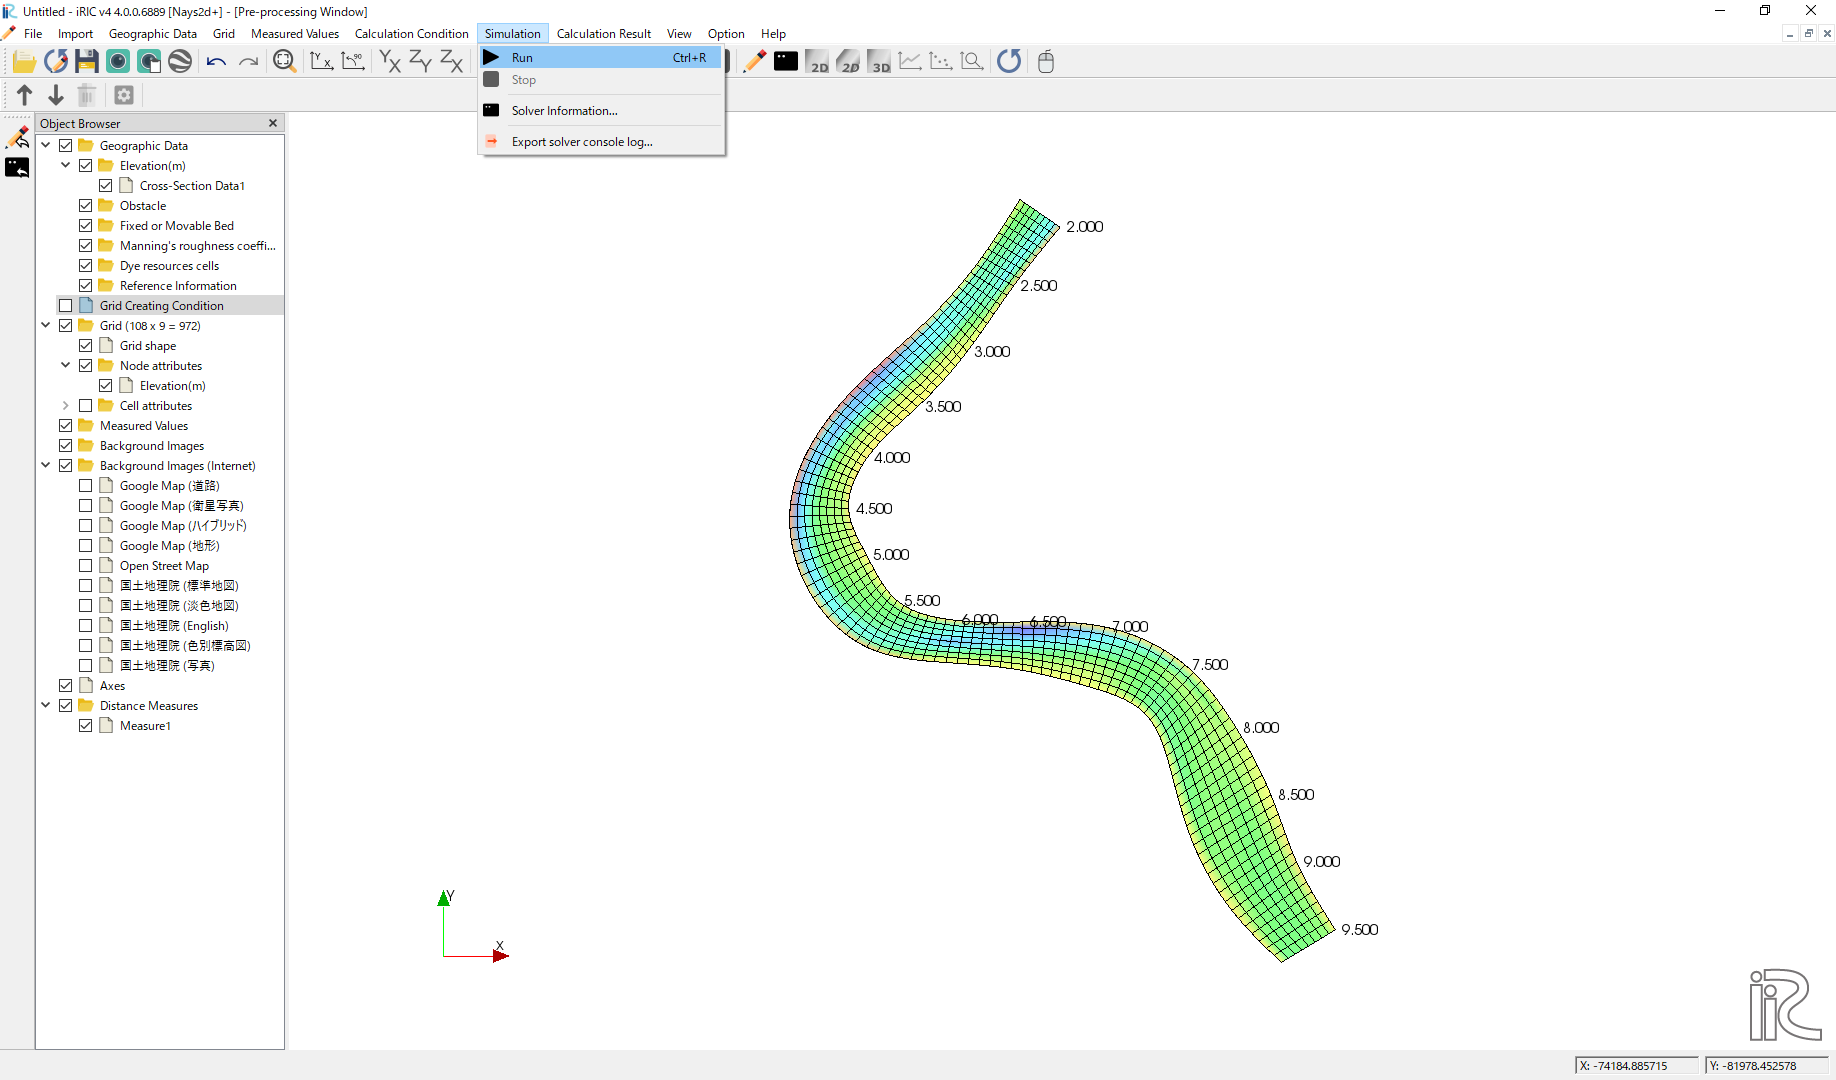 Untitled - iRIC v4 4.0.0.6889 [Nays2d+] - [Pre-processing Window]
File Import Geographic Data Grid Measured Values Calculation Condition Simulation Calculation Result View Option Help
Run Ctrl+R
Stop
Solver Information...
Export solver console log...
2D 2D 3D
Object Browser
Geographic Data
Elevation(m)
Cross-Section Data1
Obstacle
Fixed or Movable Bed
Manning's roughness coeffi...
Dye resources cells
Reference Information
Grid Creating Condition
Grid (108 x 9 = 972)
Grid shape
Node attributes
Elevation(m)
Cell attributes
Measured Values
Background Images
Background Images (Internet)
Google Map (道路)
Google Map (衛星写真)
Google Map (ハイブリッド)
Google Map (地形)
Open Street Map
国土地理院 (標準地図)
国土地理院 (淡色地図)
国土地理院 (English)
国土地理院 (色別標高図)
国土地理院 (写真)
Axes
Distance Measures
Measure1
2.000
2.500
3.000
3.500
4.000
4.500
5.000
5.500
6.000
6.500
7.000
7.500
8.000
8.500
9.000
9.500
Y
X
iRIC
X: -74184.885715
Y: -81978.452578